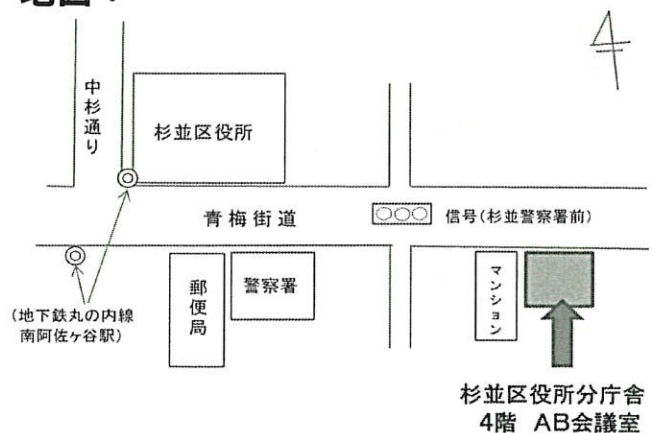 地図：
中杉通り
杉並区役所
青梅街道
信号(杉並警察署前)
郵便局
警察署
マンション
(地下鉄丸の内線
南阿佐ヶ谷駅)
杉並区役所分庁舎
4階 AB会議室